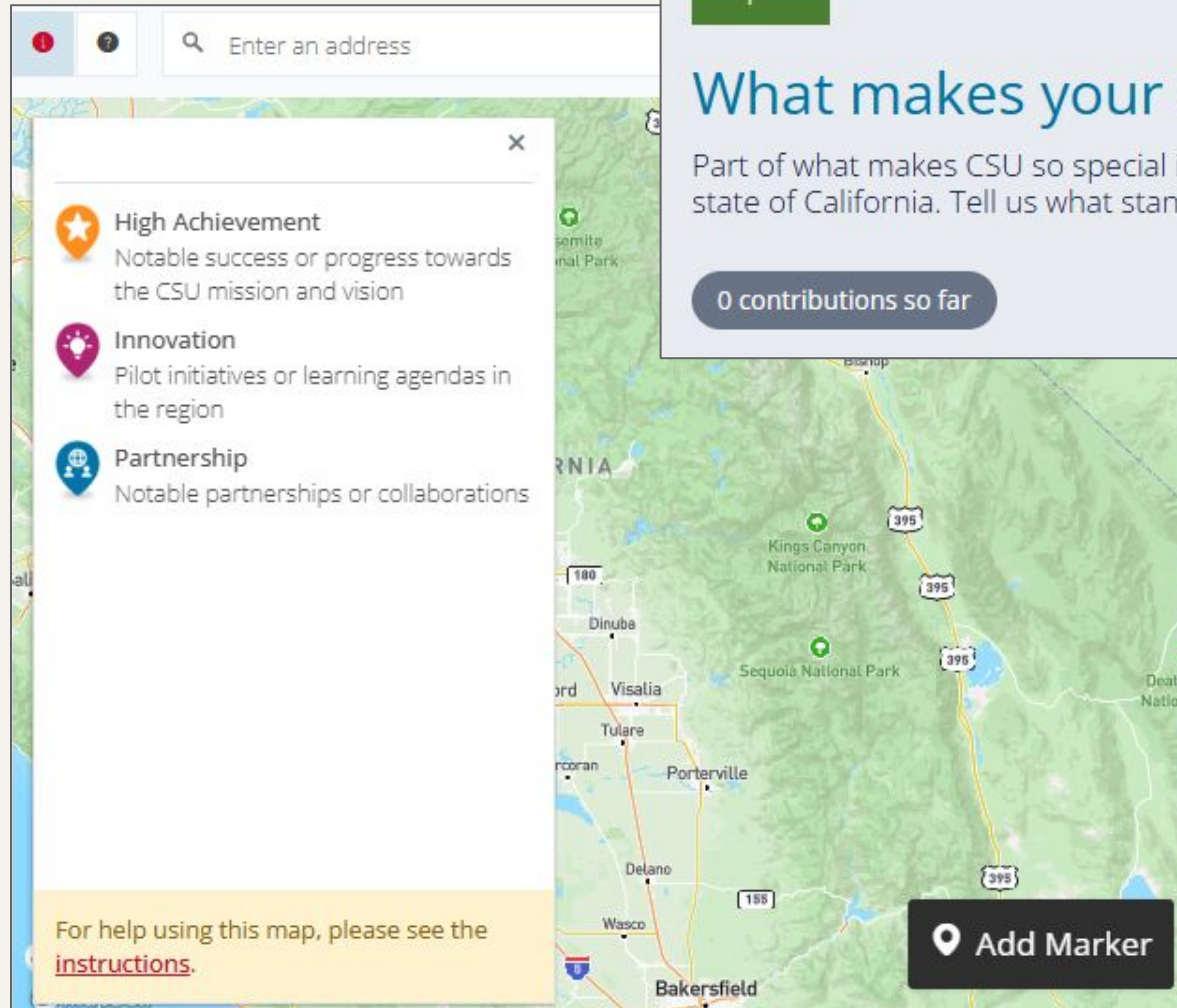 Enter an address
What makes your
Part of what makes CSU so special
state of California. Tell us what
0 contributions so far
High Achievement
Notable success or progress towards
the CSU mission and vision
Innovation
Pilot initiatives or learning agendas in
the region
Partnership
Notable partnerships or collaborations
For help using this map, please see the
instructions.
Bishop
395
Kings Canyon
National Park
395
180
Dinuba
395
Sequoia National Park
Visalia
Tulare
Porterville
Delano
395
155
Wasco
5
Bakersfield
Add Marker